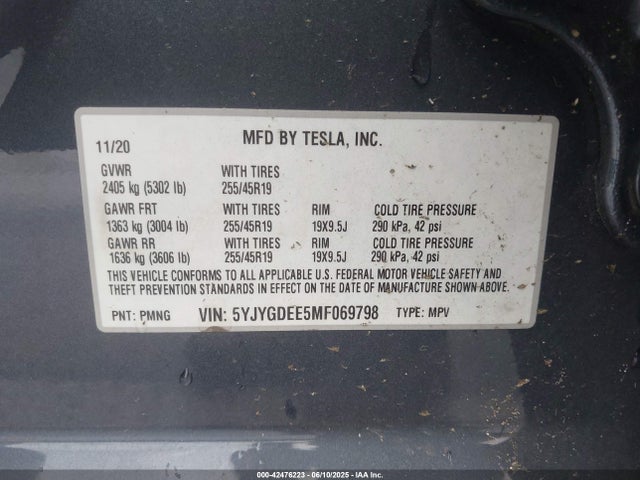 11/20 MFD BY TESLA, INC.
GVWR WITH TIRES
2405 kg (5302 lb) 255/45R19
GAWR FRT WITH TIRES RIM COLD TIRE PRESSURE
1363 kg (3004 lb) 255/45R19 19X9.5J 290 kPa, 42 psi
GAWR RR WITH TIRES RIM COLD TIRE PRESSURE
1636 kg (3606 lb) 255/45R19 19X9.5J 290 kPa, 42 psi
THIS VEHICLE CONFORMS TO ALL APPLICABLE U.S. FEDERAL MOTOR VEHICLE SAFETY AND
THEFT PREVENTION STANDARDS IN EFFECT ON THE DATE OF MANUFACTURE SHOWN ABOVE.
PNT: PMNG VIN: 5YJYGDEE5MF069798 TYPE: MPV
000-42476223 - 06/10/2025 - IAA Inc.